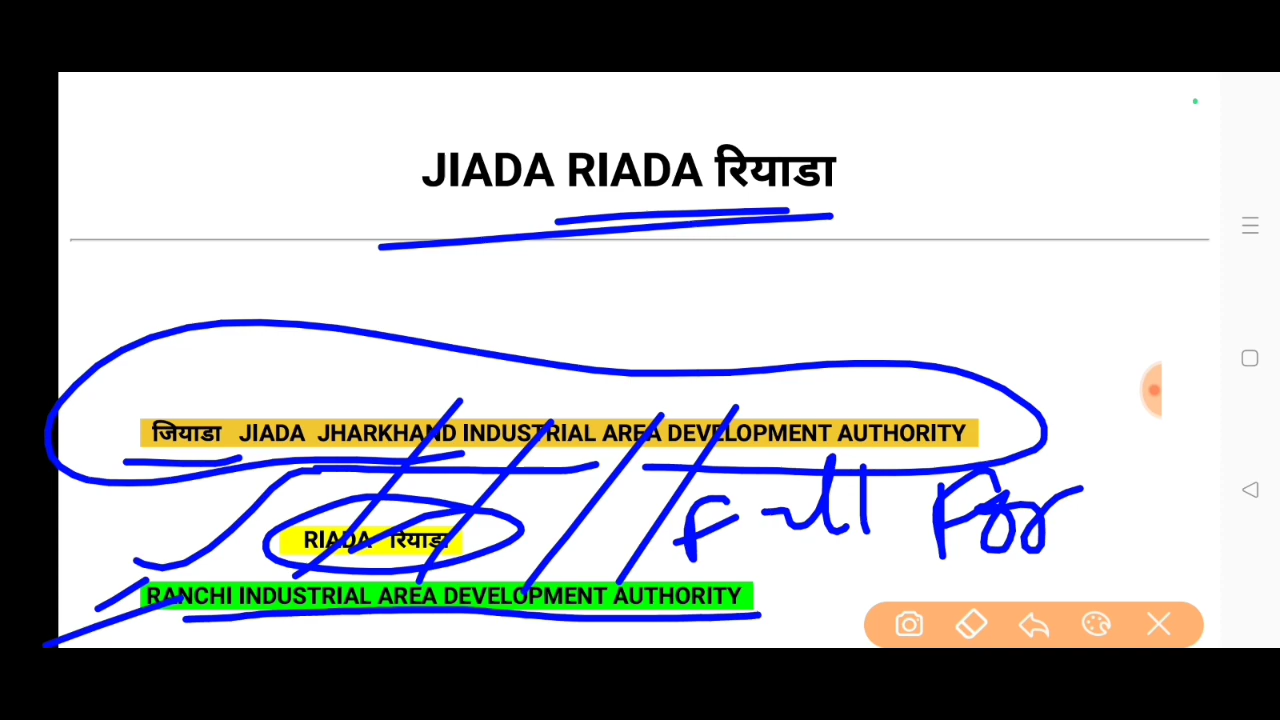 JIADA RIADA रियाडा
जियाडा JIADA JHARKHAND INDUSTRIAL AREA DEVELOPMENT AUTHORITY
RIADA रियाडा
Full For
RANCHI INDUSTRIAL AREA DEVELOPMENT AUTHORITY